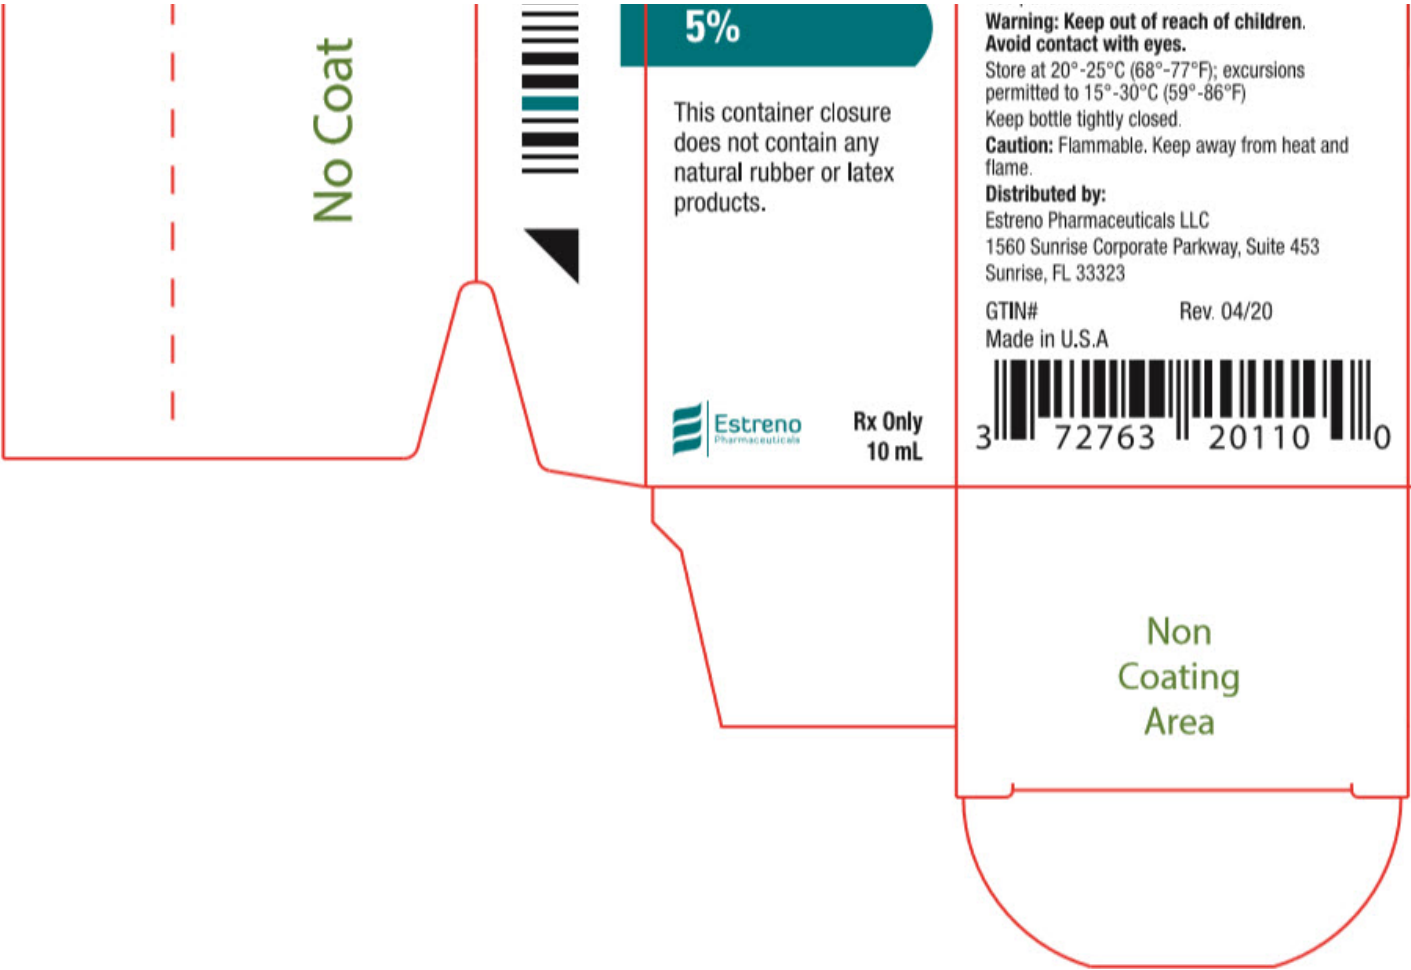 No Coat
5%
This container closure
does not contain any
natural rubber or latex
products.
Estreno
Pharmaceuticals
Rx Only
10 mL
Warning: Keep out of reach of children.
Avoid contact with eyes.
Store at 20°-25°C (68°-77°F); excursions
permitted to 15°-30°C (59°-86°F)
Keep bottle tightly closed.
Caution: Flammable. Keep away from heat and
flame.
Distributed by:
Estreno Pharmaceuticals LLC
1560 Sunrise Corporate Parkway, Suite 453
Sunrise, FL 33323
GTIN# Rev. 04/20
Made in U.S.A
3 72763 20110 0
Non
Coating
Area